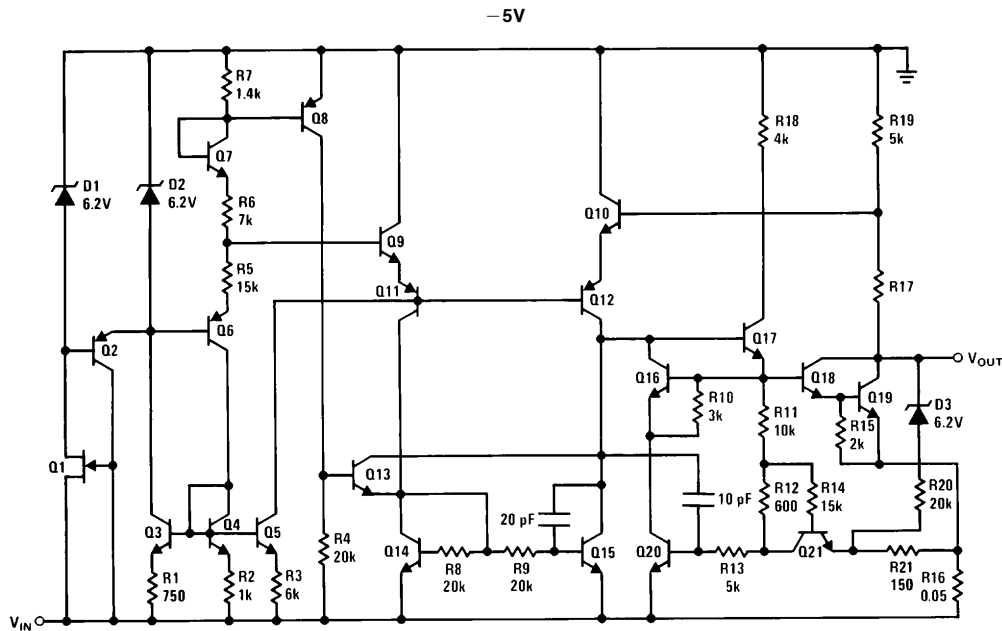 −5V
R7
1.4k
Q8
R18
4k
R19
5k
Q7
D1
6.2V
D2
6.2V
R6
7k
Q9
Q10
R5
15k
R17
Q11
Q12
Q2
Q6
Q17
VOUT
Q16
Q18
Q19
D3
6.2V
R10
3k
R11
10k
R15
2k
Q1
Q13
10 pF
R12
600
R14
15k
R20
20k
Q3
Q4
Q5
R4
20k
20 pF
Q14
R8
20k
R9
20k
Q15
Q20
R13
5k
Q21
R21
150
R16
0.05
R1
750
R2
1k
R3
6k
VIN